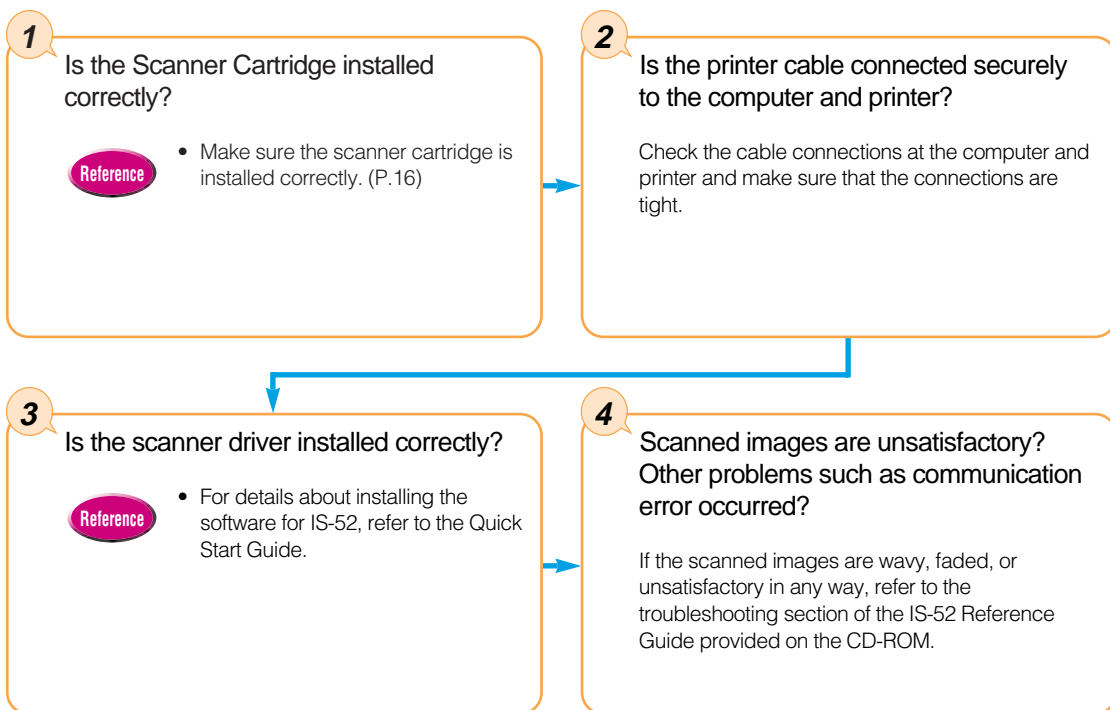 1
Is the Scanner Cartridge installed
correctly?
Reference
• Make sure the scanner cartridge is
installed correctly. (P.16)
2
Is the printer cable connected securely
to the computer and printer?
Check the cable connections at the computer and
printer and make sure that the connections are
tight.
3
Is the scanner driver installed correctly?
Reference
• For details about installing the
software for IS-52, refer to the Quick
Start Guide.
4
Scanned images are unsatisfactory?
Other problems such as communication
error occurred?
If the scanned images are wavy, faded, or
unsatisfactory in any way, refer to the
troubleshooting section of the IS-52 Reference
Guide provided on the CD-ROM.